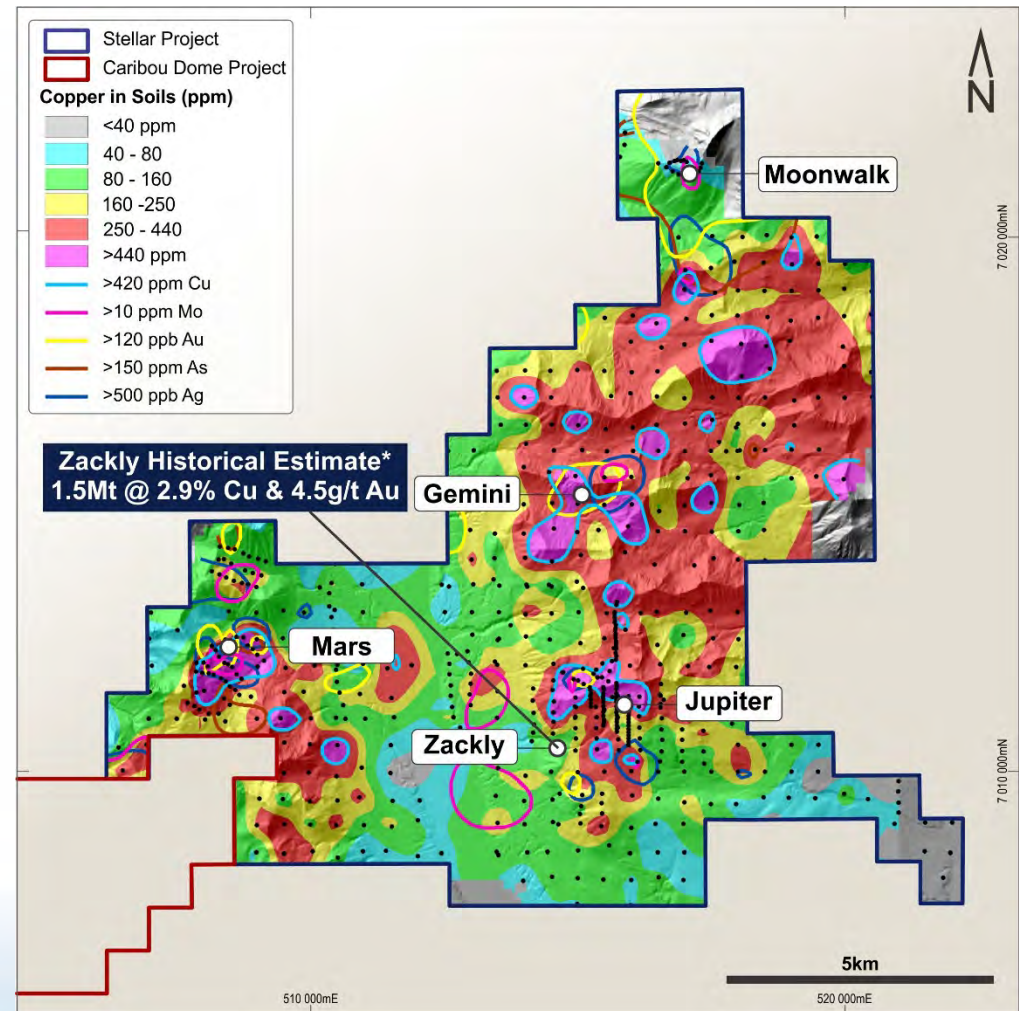 Stellar Project
Caribou Dome Project
Copper in Soils (ppm)
<40 ppm
40 - 80
80 - 160
160 -250
250 - 440
>440 ppm
>420 ppm Cu
>10 ppm Mo
>120 ppb Au
>150 ppm As
>500 ppb Ag
N
Moonwalk
7 020 000mN
Zackly Historical Estimate*
1.5Mt @ 2.9% Cu & 4.5g/t Au
Gemini
Mars
Jupiter
Zackly
7 010 000mN
5km
510 000mE
520 000mE